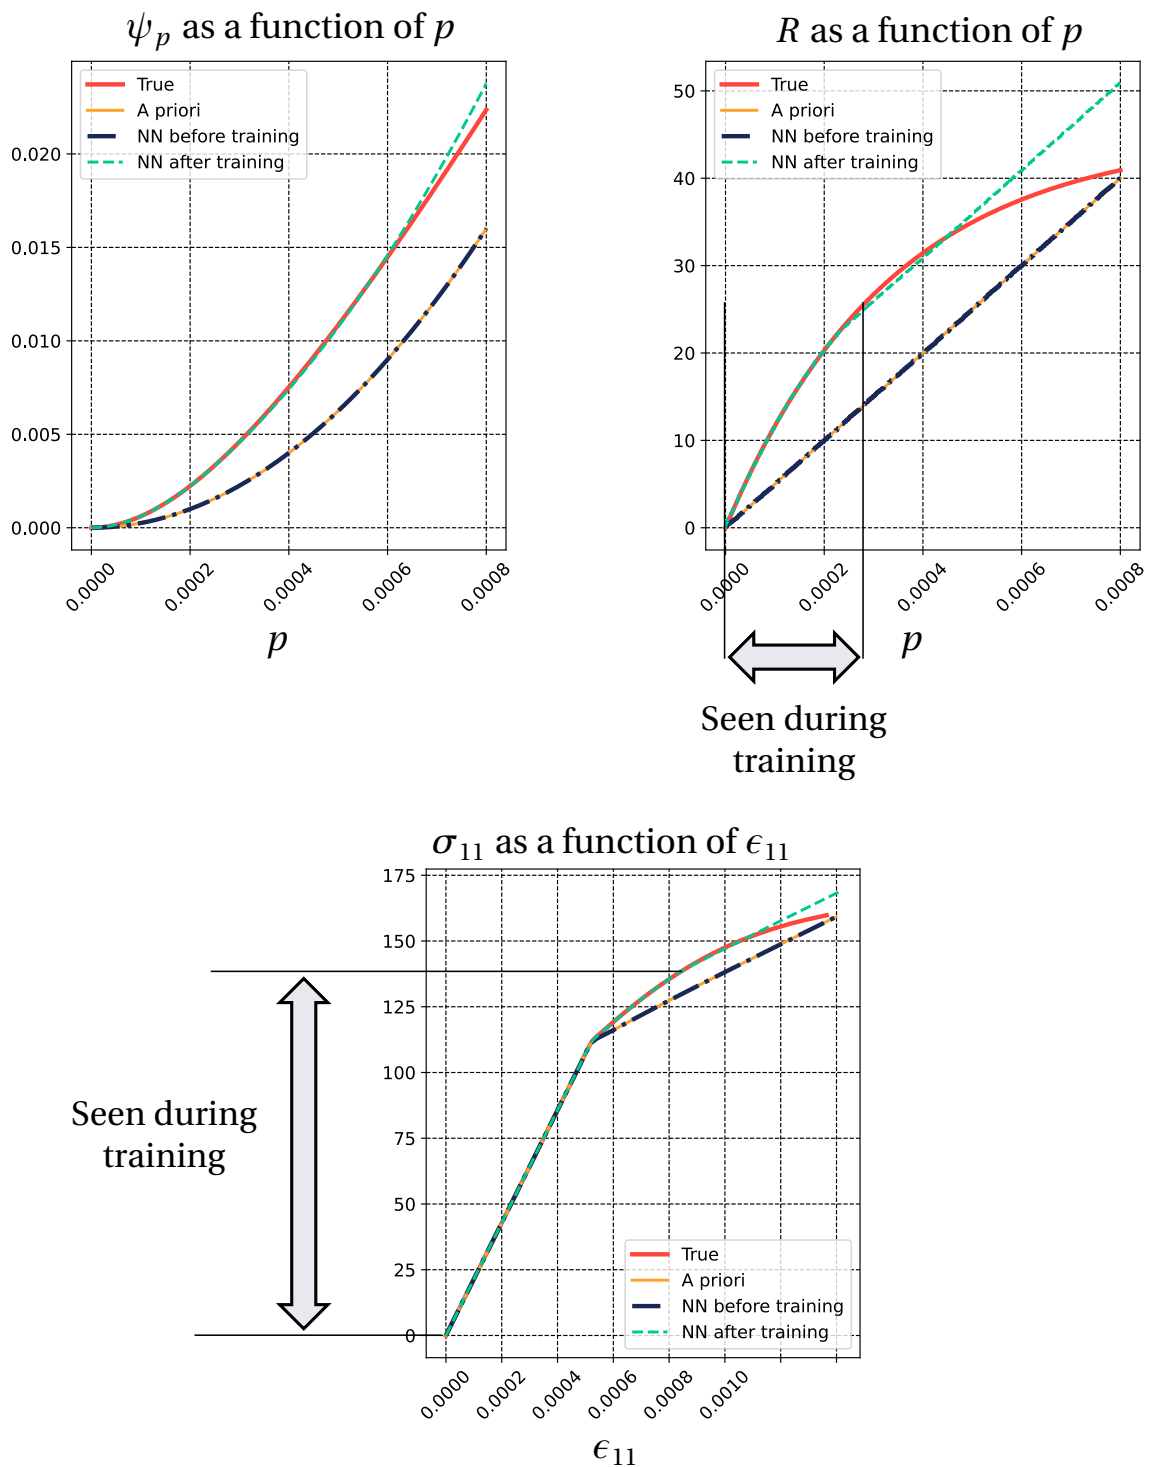 ψp as a function of p
True
A priori
NN before training
NN after training
0.020
0.015
0.010
0.005
0.000
0.0000
0.0002
0.0004
0.0006
0.0008
p
R as a function of p
True
A priori
NN before training
NN after training
50
40
30
20
10
0
0.0000
0.0002
0.0004
0.0006
0.0008
p
Seen during
training
σ11 as a function of ϵ11
175
150
125
100
75
50
25
0
Seen during
training
True
A priori
NN before training
NN after training
0.0000
0.0002
0.0004
0.0006
0.0008
0.0010
ϵ11